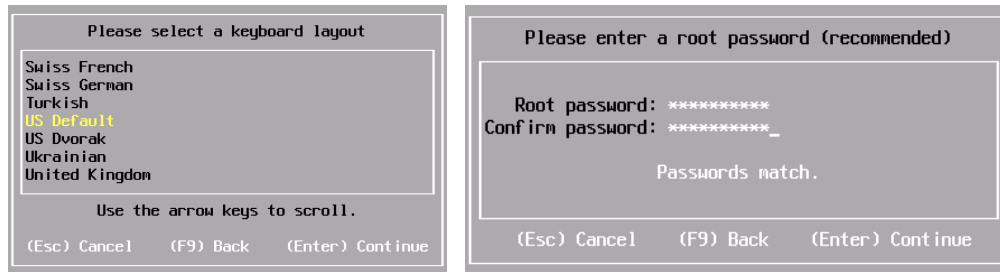 Please select a keyboard layout
Swiss French
Swiss German
Turkish
US Default
US Dvorak
Ukrainian
United Kingdom
Use the arrow keys to scroll.
(Esc) Cancel (F9) Back (Enter) Continue
Please enter a root password (recommended)
Root password: **********
Confirm password: **********_
Passwords match.
(Esc) Cancel (F9) Back (Enter) Continue